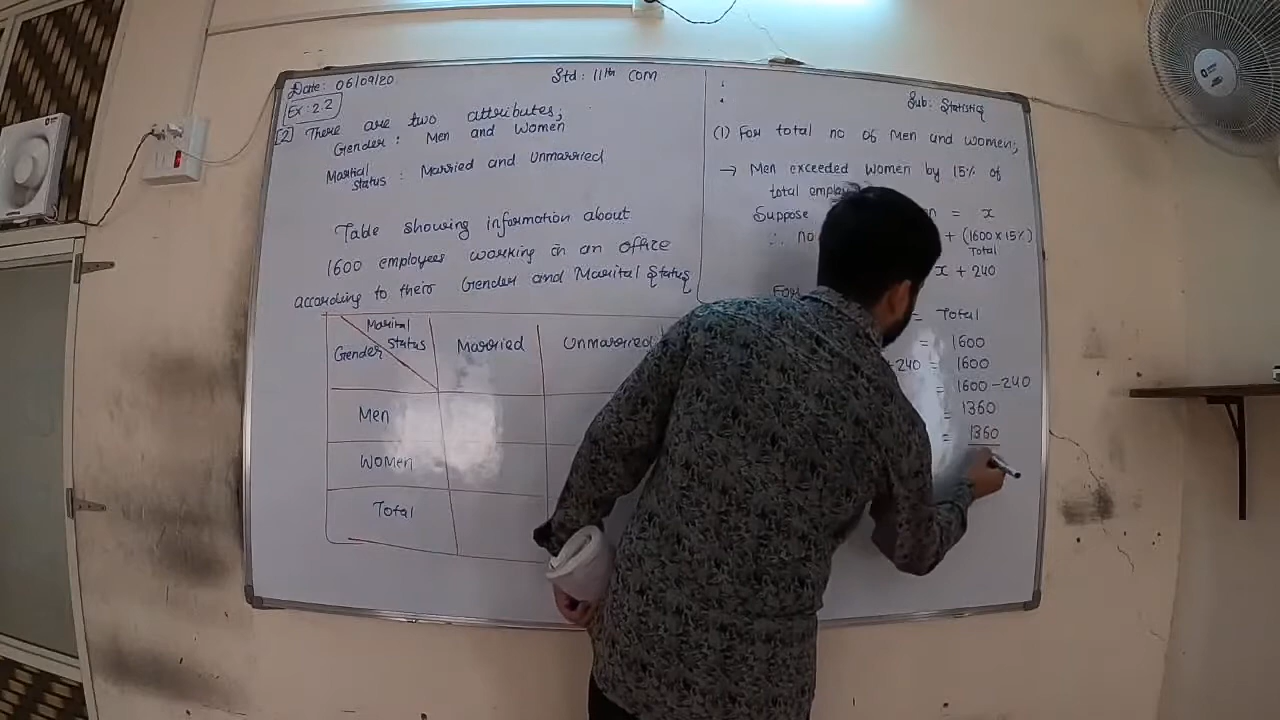 Date: 06/09/20
Std: 11th com
Sub: Statistics
Ex: 2.2
[2] There are two attributes;
Gender : Men and Women
Marital status : Married and Unmarried
Table showing information about
1600 employees working in an office
according to their Gender and Marital Status
Marital Status
Gender
Married
Unmarried
Men
Women
Total
(1) For total no of Men and women;
→ Men exceeded women by 15% of
total
Suppose = x
∴ no + (1600 x 15%)
Total
x + 240
For
= Total
= 1600
+240 = 1600
= 1600 - 240
= 1360
= 1360